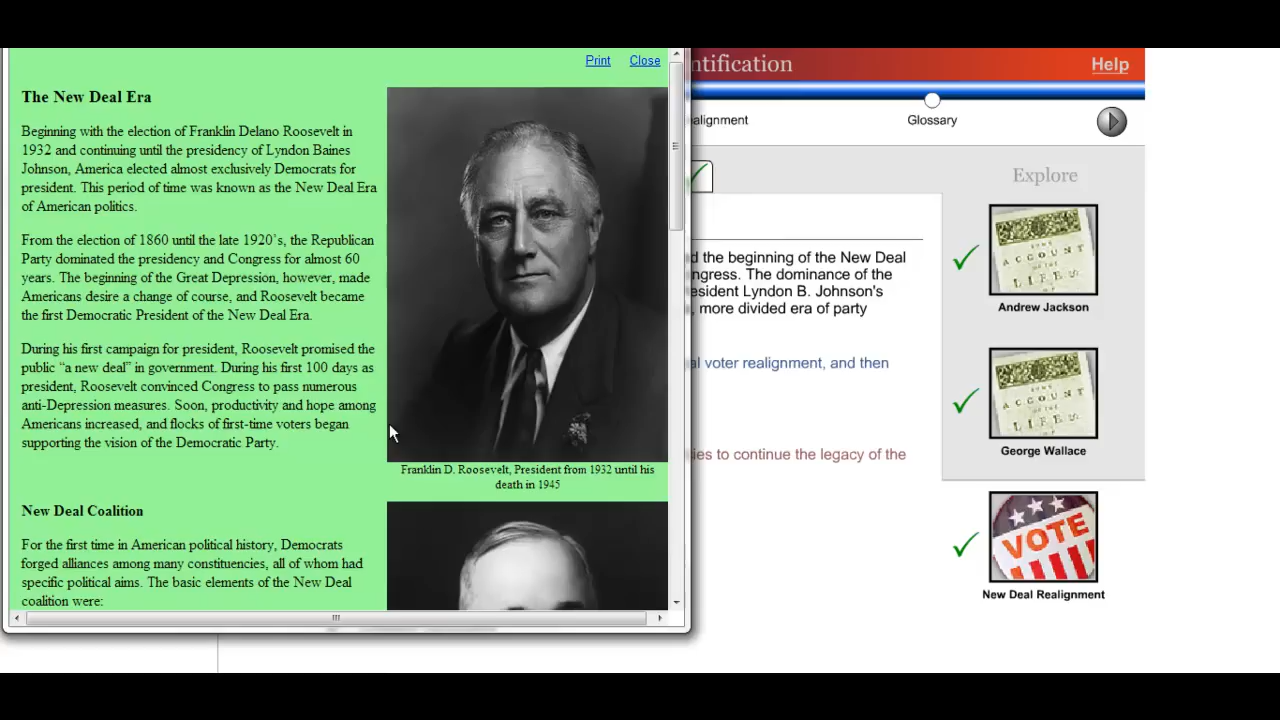 Print Close
The New Deal Era
Beginning with the election of Franklin Delano Roosevelt in
1932 and continuing until the presidency of Lyndon Baines
Johnson, America elected almost exclusively Democrats for
president. This period of time was known as the New Deal Era
of American politics.
From the election of 1860 until the late 1920's, the Republican
Party dominated the presidency and Congress for almost 60
years. The beginning of the Great Depression, however, made
Americans desire a change of course, and Roosevelt became
the first Democratic President of the New Deal Era.
During his first campaign for president, Roosevelt promised the
public “a new deal” in government. During his first 100 days as
president, Roosevelt convinced Congress to pass numerous
anti-Depression measures. Soon, productivity and hope among
Americans increased, and flocks of first-time voters began
supporting the vision of the Democratic Party.
Franklin D. Roosevelt, President from 1932 until his
death in 1945
New Deal Coalition
For the first time in American political history, Democrats
forged alliances among many constituencies, all of whom had
specific political aims. The basic elements of the New Deal
coalition were:
ntification
Help
alignment
Glossary
d the beginning of the New Deal
ngress. The dominance of the
esident Lyndon B. Johnson's
, more divided era of party
al voter realignment, and then
ies to continue the legacy of the
Explore
ACCOUNT
OF THE
LIFE
Andrew Jackson
ACCOUNT
OF THE
LIFE
George Wallace
VOTE
New Deal Realignment